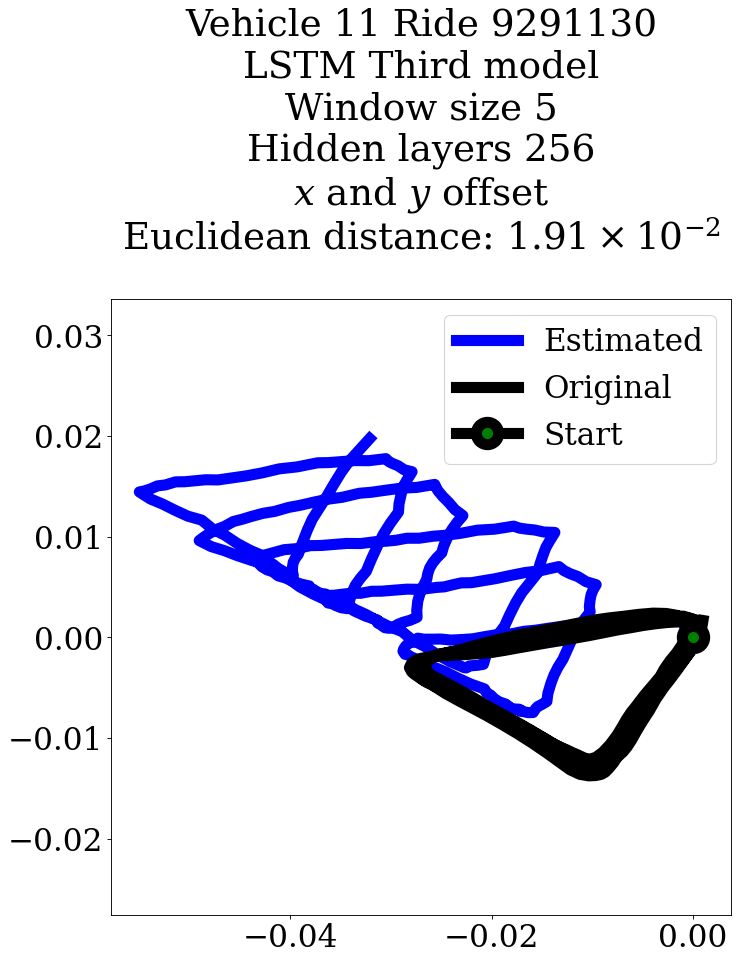 Vehicle 11 Ride 9291130
LSTM Third model
Window size 5
Hidden layers 256
x and y offset
Euclidean distance: 1.91 × 10⁻²
Estimated
Original
Start
0.03
0.02
0.01
0.00
−0.01
−0.02
−0.04
−0.02
0.00